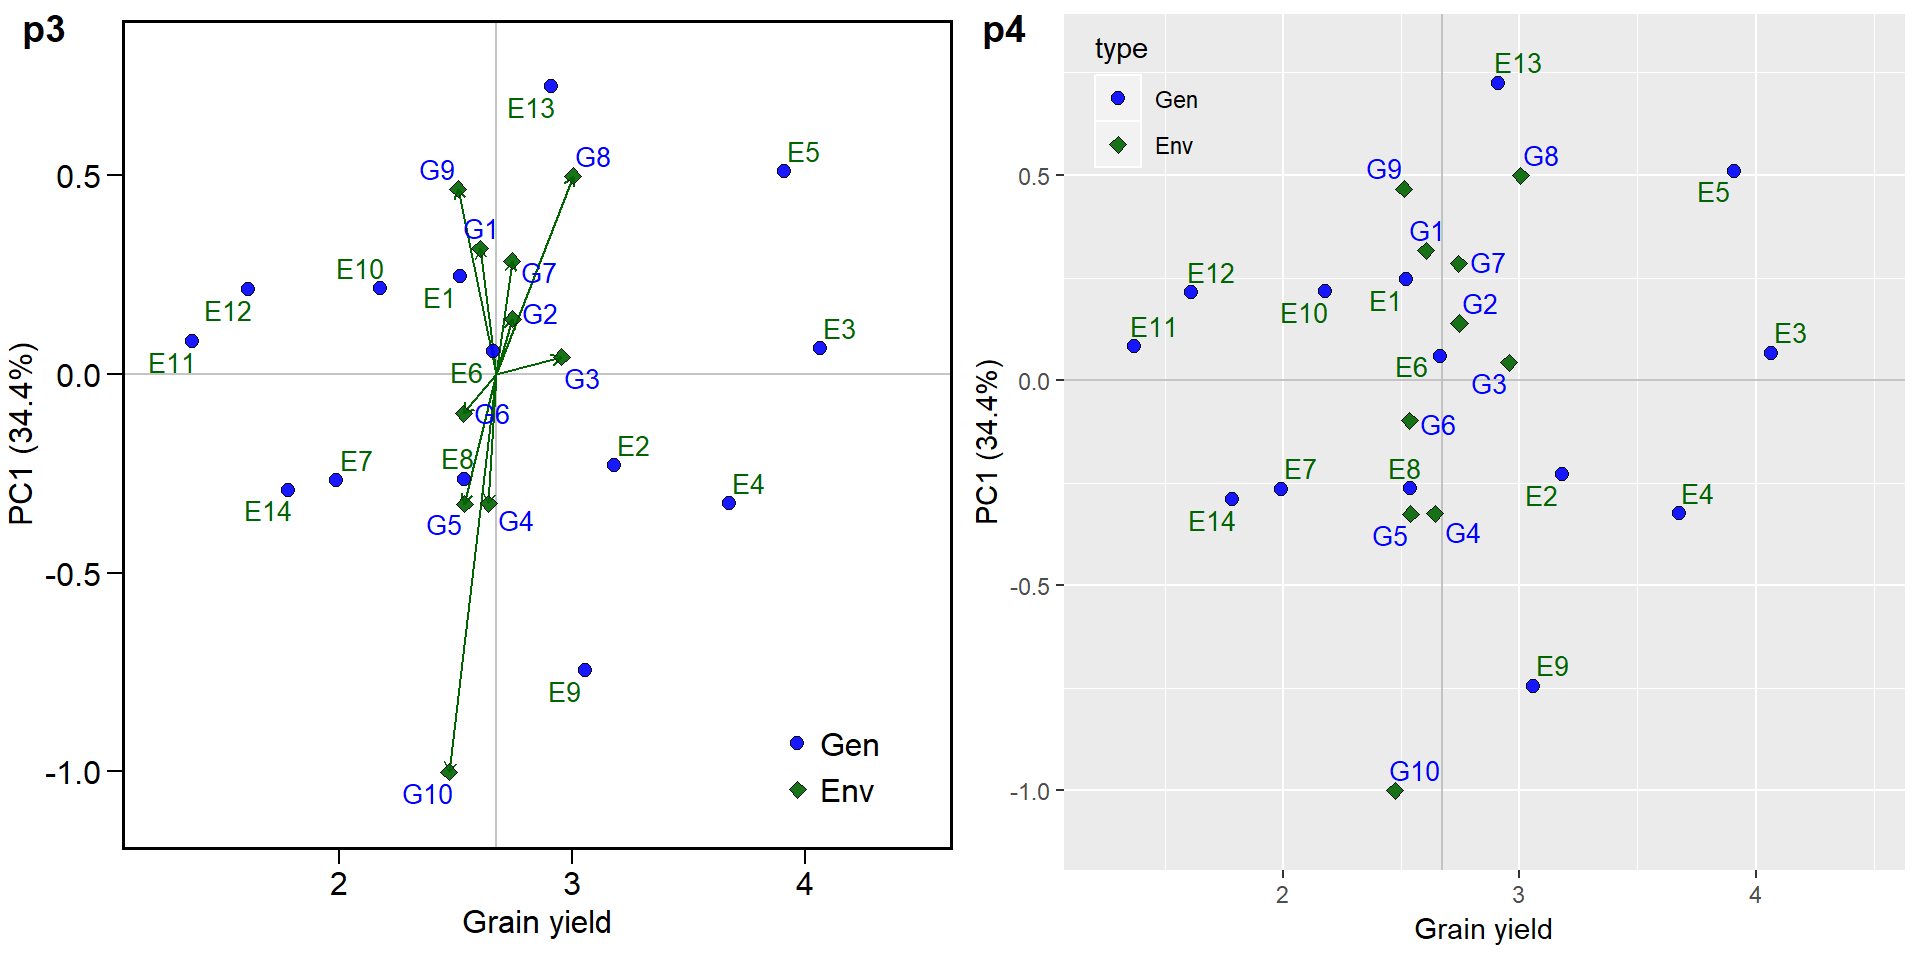 p3
E13
E5
G8
G9
G1
E10
G7
E1
E12
G2
E3
E11
E6
G3
G6
E2
E8
E7
E4
E14
G5
G4
E9
G10
Gen
Env
0.5
0.0
-0.5
-1.0
2
3
4
PC1 (34.4%)
Grain yield
p4
type
Gen
Env
E13
G8
G9
E5
G1
G7
E12
E1
G2
E10
E11
E3
E6
G3
G6
E7
E8
E2
E4
E14
G5
G4
E9
G10
0.5
0.0
-0.5
-1.0
2
3
4
PC1 (34.4%)
Grain yield